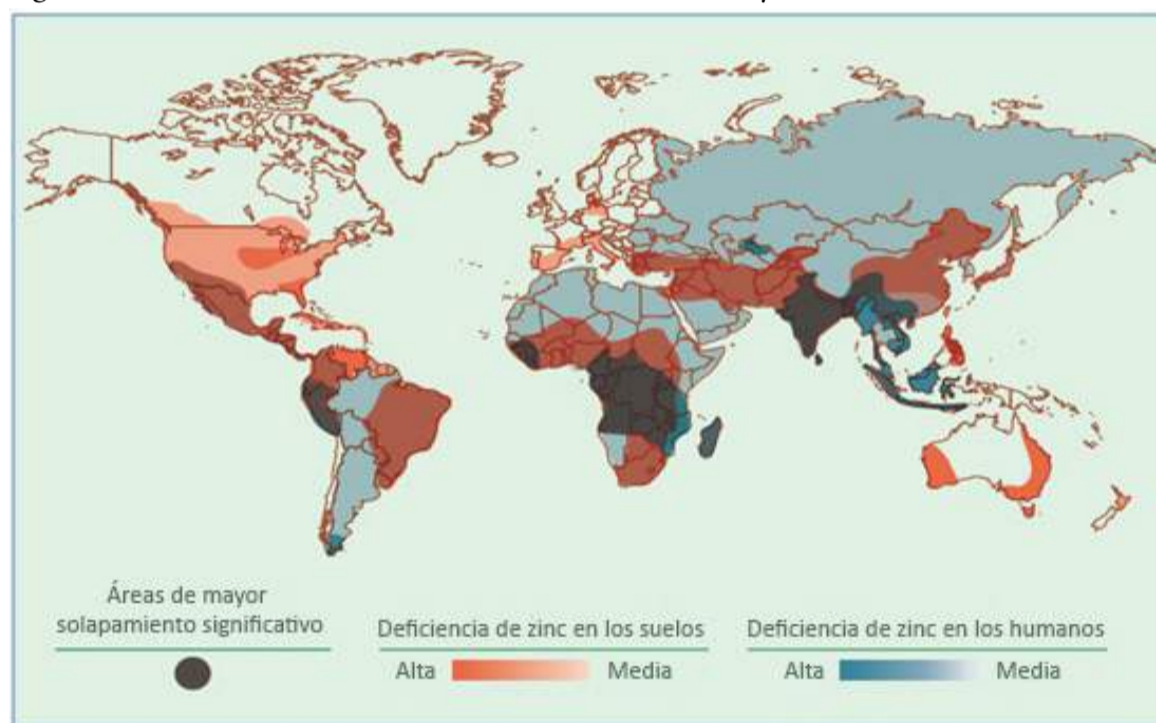 Áreas de mayor
solapamiento significativo
Deficiencia de zinc en los suelos
Alta Media
Deficiencia de zinc en los humanos
Alta Media